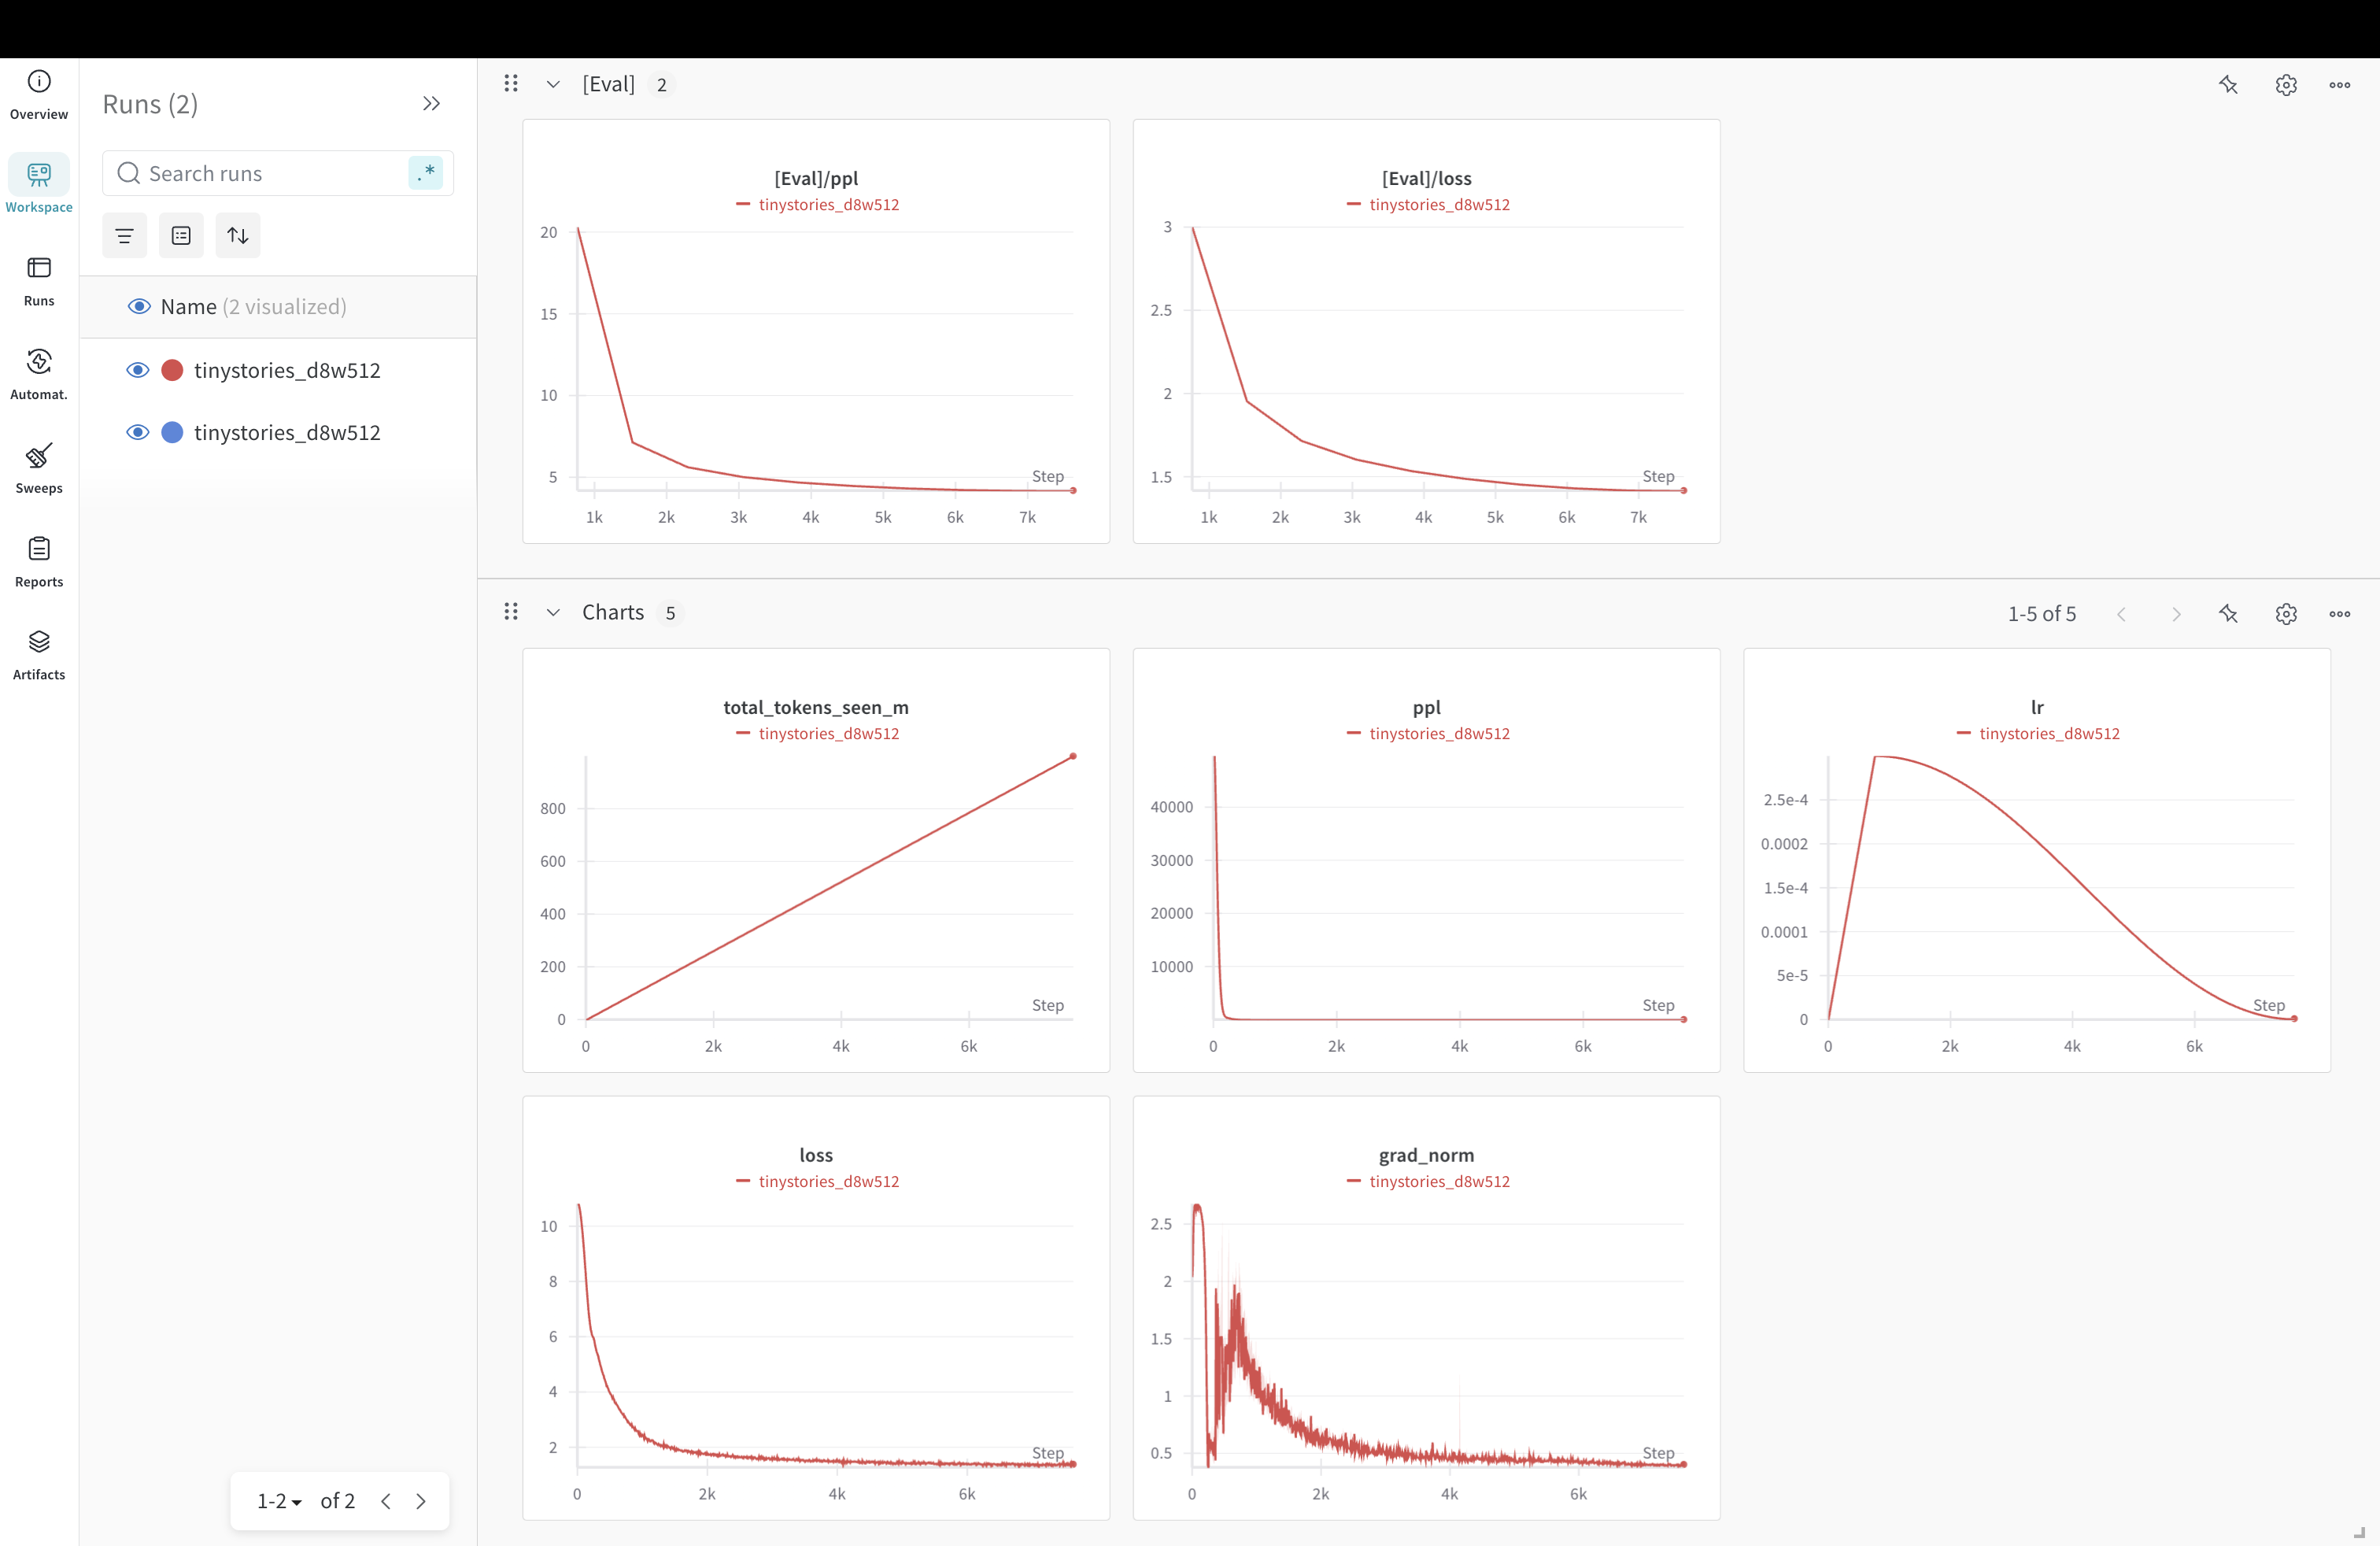 Overview
Workspace
Runs
Automat.
Sweeps
Reports
Artifacts
Runs (2)
Search runs
.*
Name (2 visualized)
tinystories_d8w512
tinystories_d8w512
1-2 of 2
[Eval] 2
[Eval]/ppl
tinystories_d8w512
20
15
10
5
Step
1k 2k 3k 4k 5k 6k 7k
[Eval]/loss
tinystories_d8w512
3
2.5
2
1.5
Step
1k 2k 3k 4k 5k 6k 7k
Charts 5
1-5 of 5
total_tokens_seen_m
tinystories_d8w512
800
600
400
200
0
Step
0 2k 4k 6k
ppl
tinystories_d8w512
40000
30000
20000
10000
Step
0 2k 4k 6k
lr
tinystories_d8w512
2.5e-4
0.0002
1.5e-4
0.0001
5e-5
0
Step
0 2k 4k 6k
loss
tinystories_d8w512
10
8
6
4
2
Step
0 2k 4k 6k
grad_norm
tinystories_d8w512
2.5
2
1.5
1
0.5
Step
0 2k 4k 6k